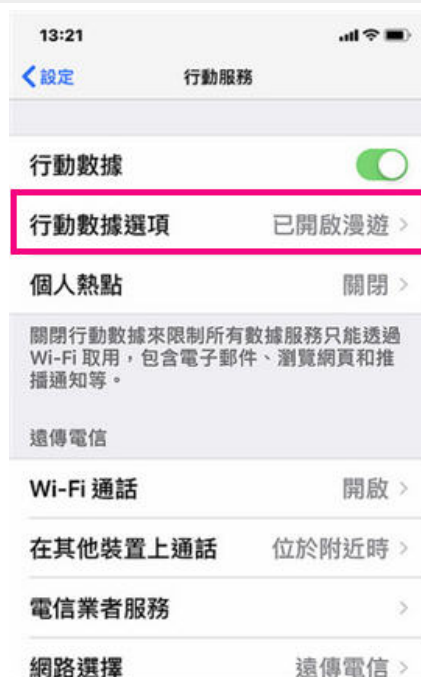 13:21
設定 行動服務
行動數據
行動數據選項 已開啟漫遊
個人熱點 關閉
關閉行動數據來限制所有數據服務只能透過
Wi-Fi 取用，包含電子郵件、瀏覽網頁和推
播通知等。
遠傳電信
Wi-Fi 通話 開啟
在其他裝置上通話 位於附近時
電信業者服務
網路選擇 遠傳電信